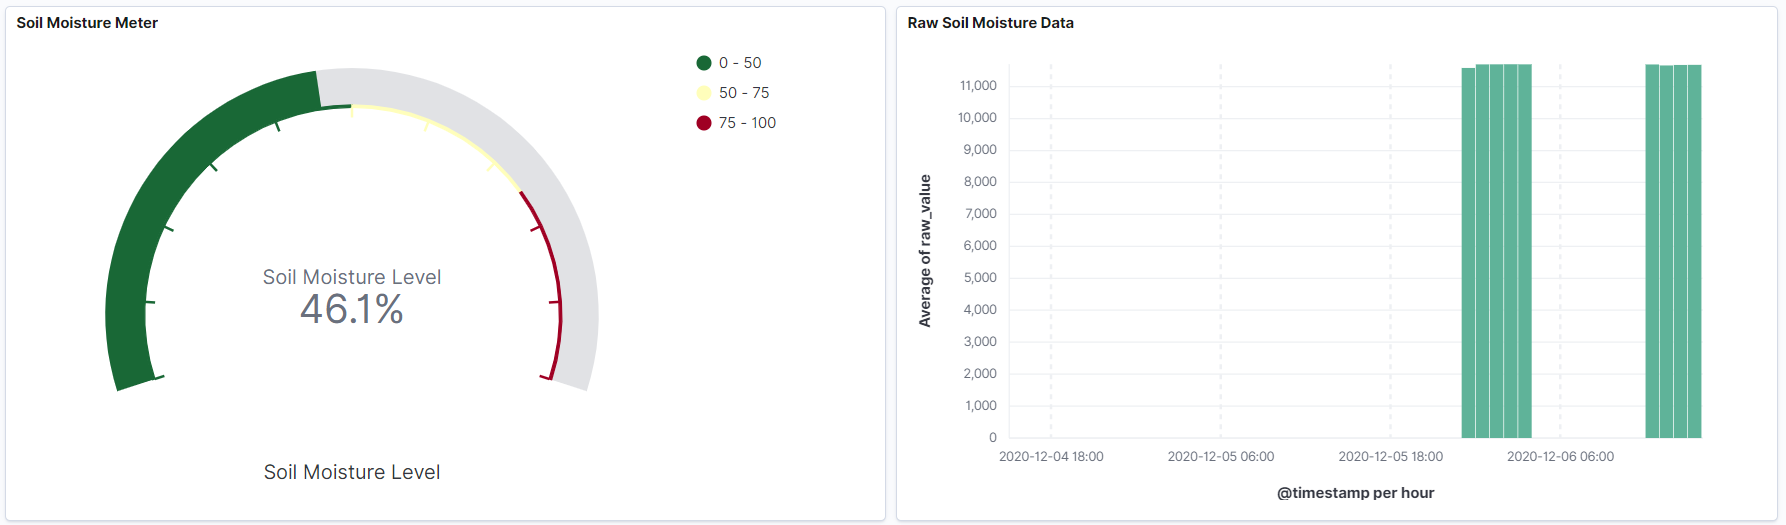 Soil Moisture Meter
0 - 50
50 - 75
75 - 100
Soil Moisture Level
46.1%
Soil Moisture Level
Raw Soil Moisture Data
Average of raw_value
11,000
10,000
9,000
8,000
7,000
6,000
5,000
4,000
3,000
2,000
1,000
0
2020-12-04 18:00 2020-12-05 06:00 2020-12-05 18:00 2020-12-06 06:00
@timestamp per hour